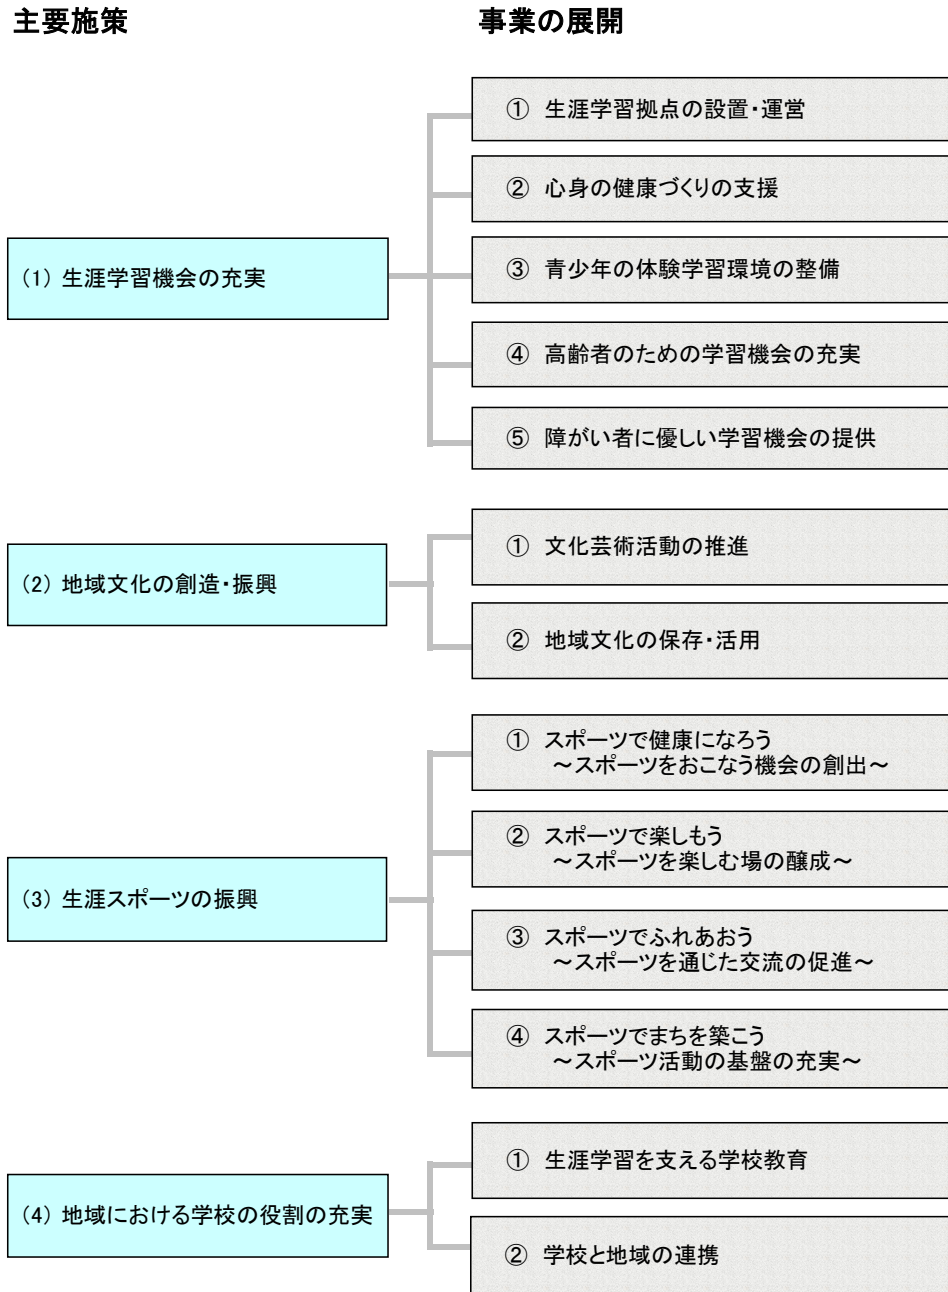 主要施策
事業の展開
(1) 生涯学習機会の充実
① 生涯学習拠点の設置・運営
② 心身の健康づくりの支援
③ 青少年の体験学習環境の整備
④ 高齢者のための学習機会の充実
⑤ 障がい者に優しい学習機会の提供
(2) 地域文化の創造・振興
① 文化芸術活動の推進
② 地域文化の保存・活用
(3) 生涯スポーツの振興
① スポーツで健康になろう
～スポーツをおこなう機会の創出～
② スポーツで楽しもう
～スポーツを楽しむ場の醸成～
③ スポーツでふれあおう
～スポーツを通じた交流の促進～
④ スポーツでまちを築こう
～スポーツ活動の基盤の充実～
(4) 地域における学校の役割の充実
① 生涯学習を支える学校教育
② 学校と地域の連携